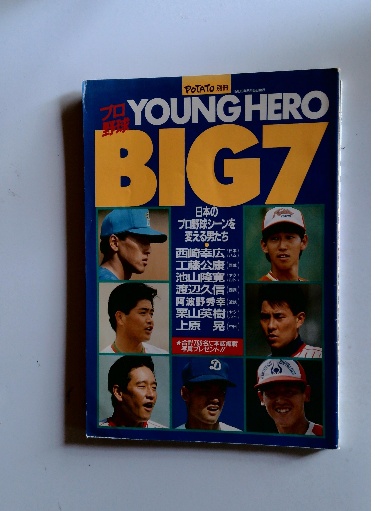 POTATO 別冊
プロ野球
YOUNG HERO
BIG7
日本の
プロ野球シーンを
変える男たち
西崎幸広
工藤公康
池山隆寛
渡辺久信
阿波野秀幸
栗山英樹
上原 晃